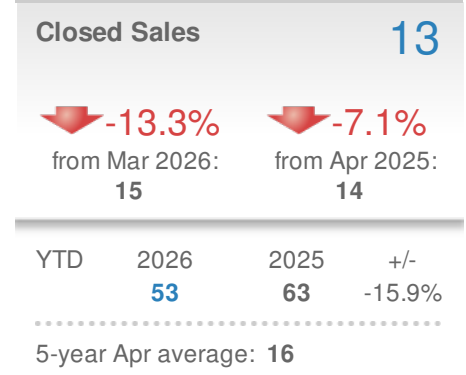 Closed Sales 13
-13.3% -7.1%
from Mar 2026: from Apr 2025:
15 14
YTD 2026 2025 +/-
53 63 -15.9%
5-year Apr average: 16